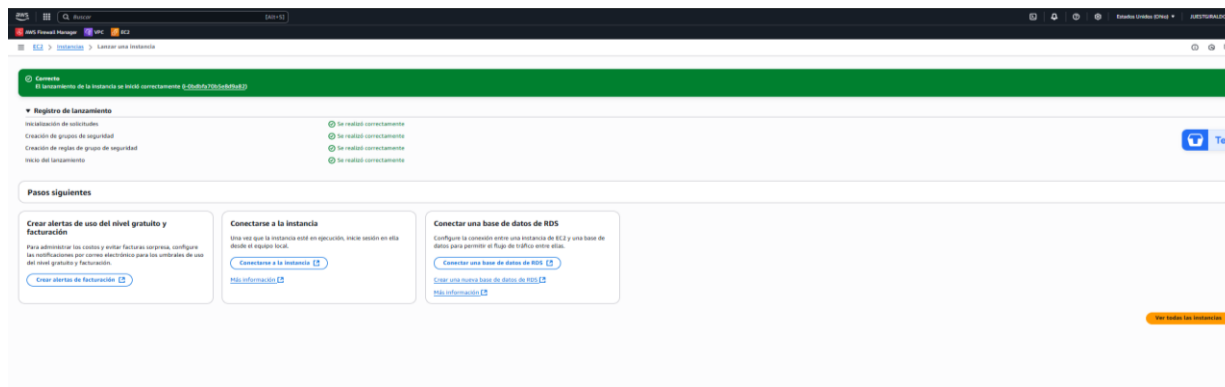 aws
Buscar
[Alt+S]
Estados Unidos (Ohio)
AWS Firewall Manager
VPC
EC2
EC2 > Instancias > Lanzar una instancia
Correcto
El lanzamiento de la instancia se inició correctamente
Registro de lanzamiento
Inicialización de solicitudes
Se realizó correctamente
Creación de grupos de seguridad
Se realizó correctamente
Creación de reglas de grupo de seguridad
Se realizó correctamente
Inicio del lanzamiento
Se realizó correctamente
Te
Pasos siguientes
Crear alertas de uso del nivel gratuito y
facturación
Para administrar los costos y evitar facturas sorpresa, configure
las notificaciones por correo electrónico para los umbrales de uso
del nivel gratuito y facturación.
Crear alertas de facturación
Conectarse a la instancia
Una vez que la instancia esté en ejecución, inicie sesión en ella
desde el equipo local.
Conectarse a la instancia
Más información
Conectar una base de datos de RDS
Configure la conexión entre una instancia de EC2 y una base de
datos para permitir el flujo de tráfico entre ellas.
Conectar una base de datos de RDS
Crear una nueva base de datos de RDS
Más información
Ver todas las instancias